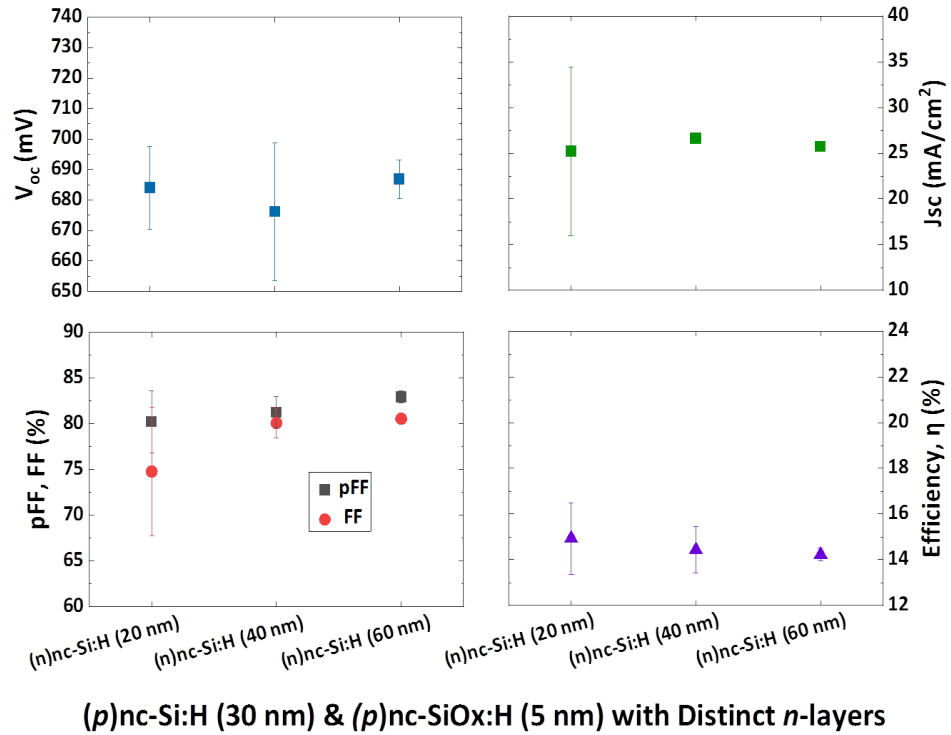 740
730
720
710
700
690
680
670
660
650
Voc (mV)
40
35
30
25
20
15
10
Jsc (mA/cm²)
90
85
80
75
70
65
60
pFF, FF (%)
pFF
FF
24
22
20
18
16
14
12
Efficiency, η (%)
(n)nc-Si:H (20 nm)
(n)nc-Si:H (40 nm)
(n)nc-Si:H (60 nm)
(n)nc-Si:H (20 nm)
(n)nc-Si:H (40 nm)
(n)nc-Si:H (60 nm)
(p)nc-Si:H (30 nm) & (p)nc-SiOx:H (5 nm) with Distinct n-layers